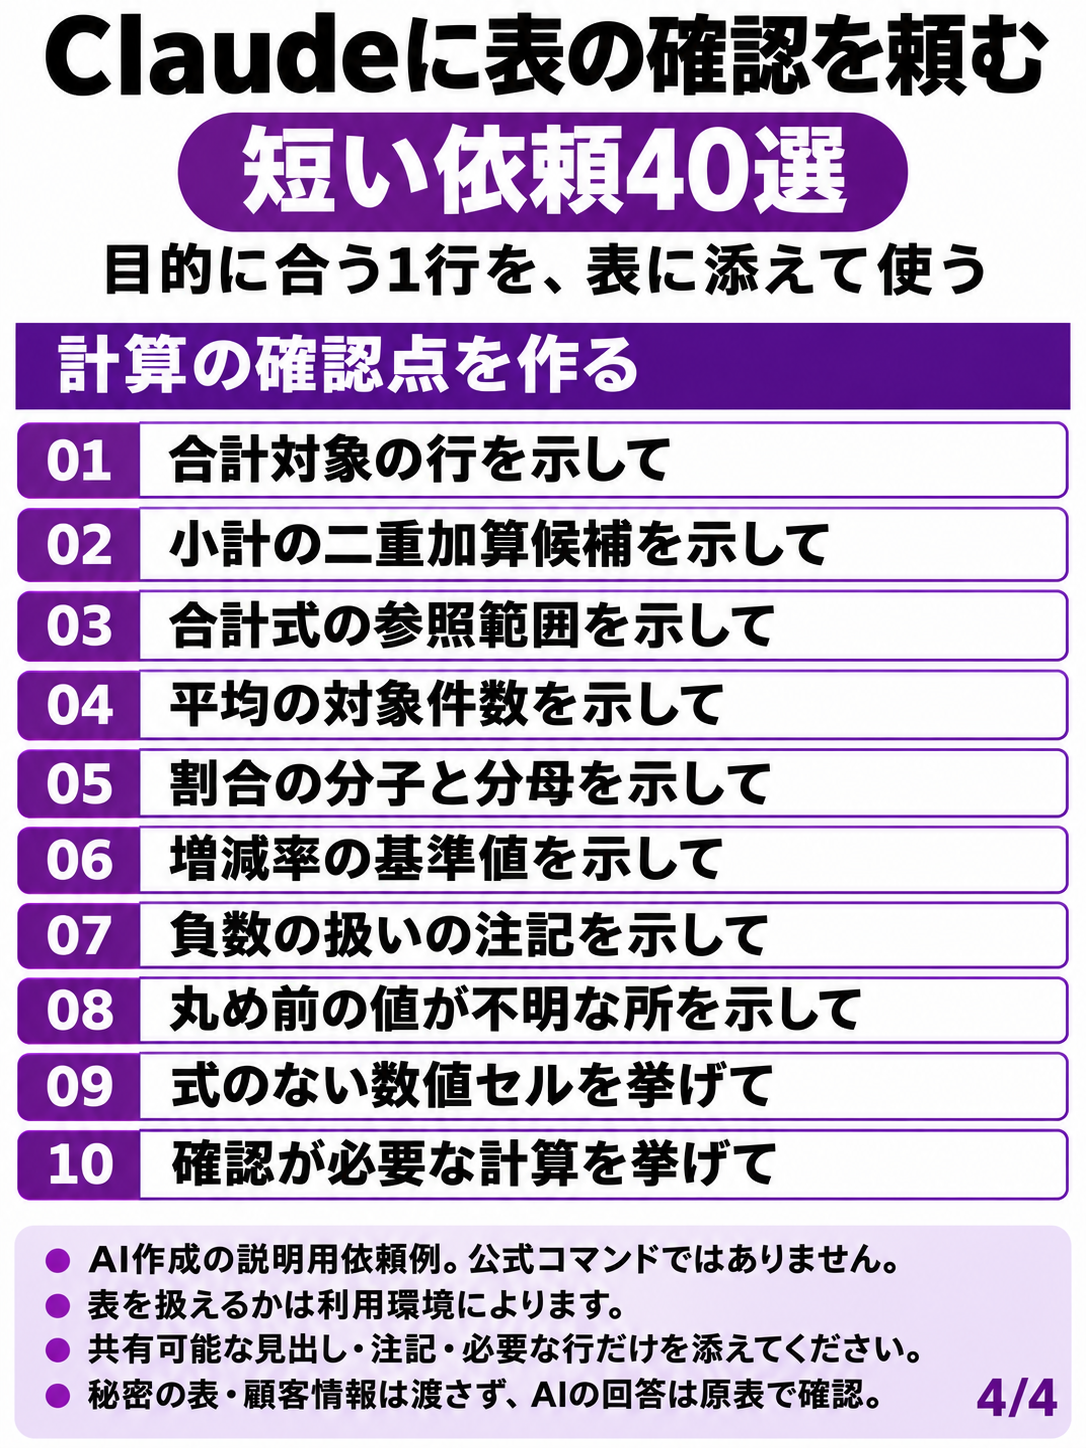 Claudeに表の確認を頼む
短い依頼40選
目的に合う1行を、表に添えて使う
計算の確認点を作る
01 合計対象の行を示して
02 小計の二重加算候補を示して
03 合計式の参照範囲を示して
04 平均の対象件数を示して
05 割合の分子と分母を示して
06 増減率の基準値を示して
07 負数の扱いの注記を示して
08 丸め前の値が不明な所を示して
09 式のない数値セルを挙げて
10 確認が必要な計算を挙げて
● AI作成の説明用依頼例。公式コマンドではありません。
● 表を扱えるかは利用環境によります。
● 共有可能な見出し・注記・必要な行だけを添えてください。
● 秘密の表・顧客情報は渡さず、AIの回答は原表で確認。
4/4